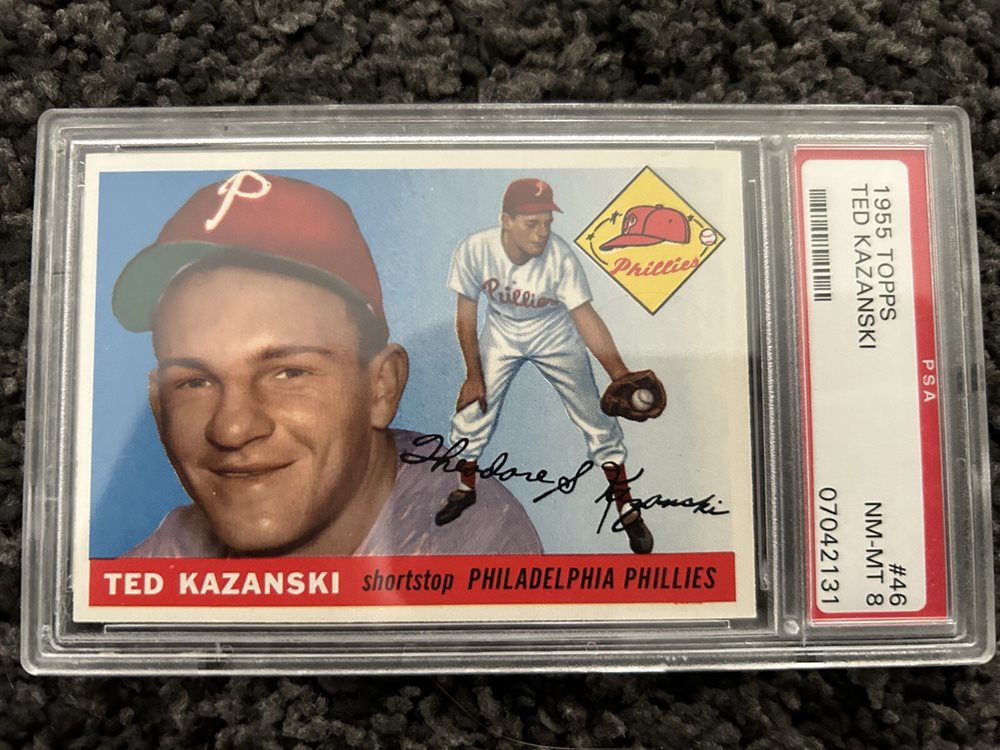 P
P
Phillies
P
Phillies
Theodore S Kazanski
TED KAZANSKI shortstop PHILADELPHIA PHILLIES
1955 TOPPS
TED KAZANSKI
#46
NM-MT 8
07042131
PSA